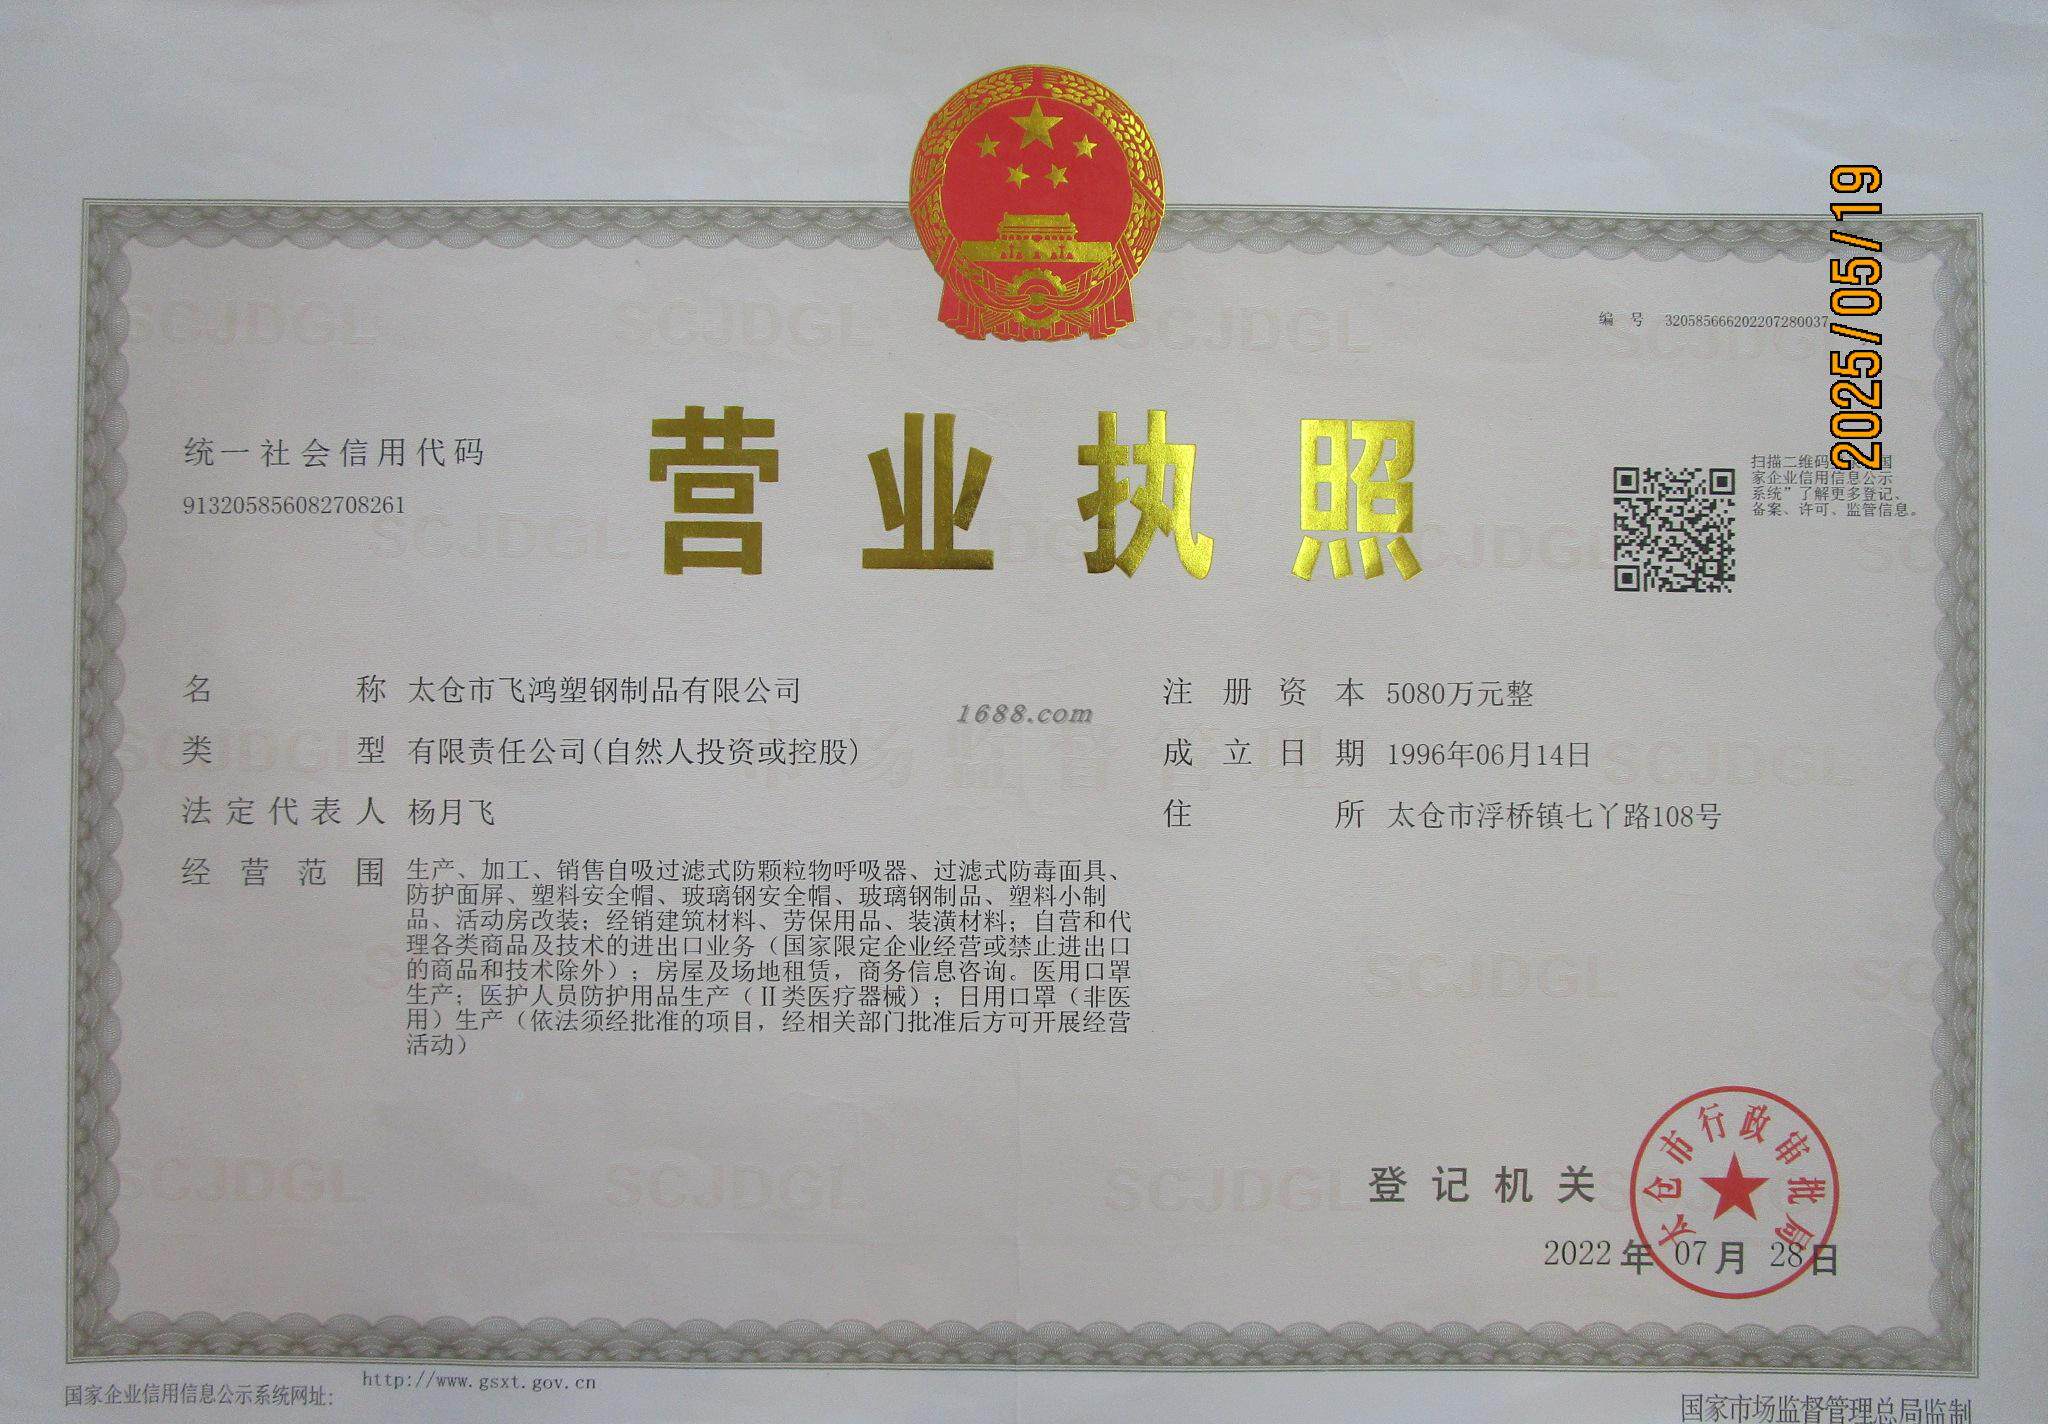 2025/05/19
编号 320585666202207280037
营业执照
统一社会信用代码
913205856082708261
家企业信用信息公示
系统”了解更多登记、
备案、许可、监管信息。
名称 太仓市飞鸿塑钢制品有限公司
类型 有限责任公司(自然人投资或控股)
法定代表人 杨月飞
经营范围 生产、加工、销售自吸过滤式防颗粒物呼吸器、过滤式防毒面具、
防护面屏、塑料安全帽、玻璃钢安全帽、玻璃钢制品、塑料小制
品、活动房改装；经销建筑材料、劳保用品、装潢材料；自营和代
理各类商品及技术的进出口业务（国家限定企业经营或禁止进出口
的商品和技术除外）；房屋及场地租赁，商务信息咨询。医用口罩
生产；医护人员防护用品生产（Ⅱ类医疗器械）；日用口罩（非医
用）生产（依法须经批准的项目，经相关部门批准后方可开展经营
活动）
注册资本 5080万元整
成立日期 1996年06月14日
住所 太仓市浮桥镇七丫路108号
1688.com
登记机关
太仓市行政审批局
2022年07月28日
国家企业信用信息公示系统网址：
http://www.gsxt.gov.cn
国家市场监督管理总局监制